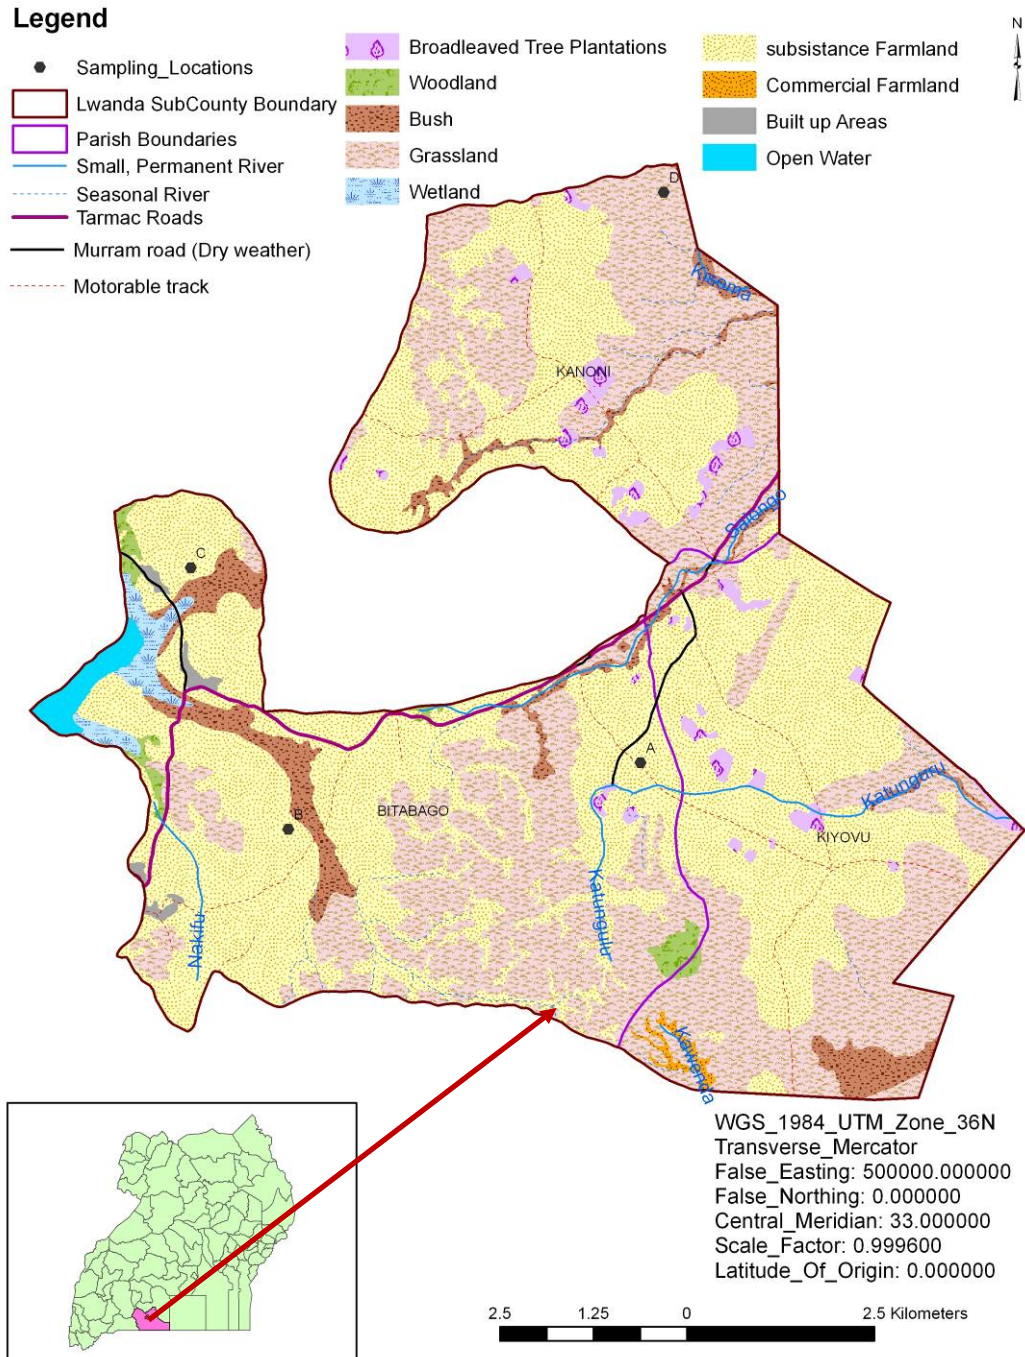 Legend
Sampling_Locations
Lwanda SubCounty Boundary
Parish Boundaries
Small, Permanent River
Seasonal River
Tarmac Roads
Murram road (Dry weather)
Motorable track
Broadleaved Tree Plantations
Woodland
Bush
Grassland
Wetland
subsistance Farmland
Commercial Farmland
Built up Areas
Open Water
N
D
Kisoma
KANONI
Sajongo
C
A
Katunguru
BITABAGO
B
KIYOVU
Katungulu
Nakifu
Kawenda
WGS_1984_UTM_Zone_36N
Transverse_Mercator
False_Easting: 500000.000000
False_Northing: 0.000000
Central_Meridian: 33.000000
Scale_Factor: 0.999600
Latitude_Of_Origin: 0.000000
2.5 1.25 0 2.5 Kilometers